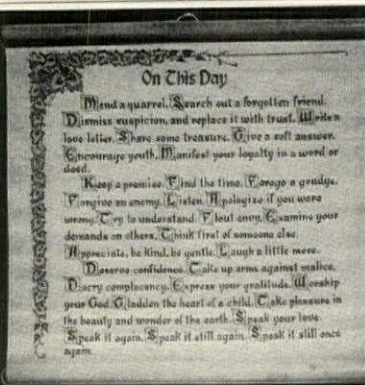 On This Day
Mend a quarrel. Search out a forgotten friend.
Dismiss suspicion, and replace it with trust. Write a
love letter. Share some treasure. Give a soft answer.
Encourage youth. Manifest your loyalty in a word or
deed.
Keep a promise. Find the time. Forego a grudge.
Forgive an enemy. Listen. Apologize if you were
wrong. Try to understand. Flout envy. Examine your
demands on others. Think first of someone else.
Appreciate, be kind, be gentle. Laugh a little more.
Deserve confidence. Take up arms against malice.
Decry complacency. Express your gratitude. Worship
your God. Gladden the heart of a child. Take pleasure in
the beauty and wonder of the earth. Speak your love.
Speak it again. Speak it still again. Speak it still once
again.